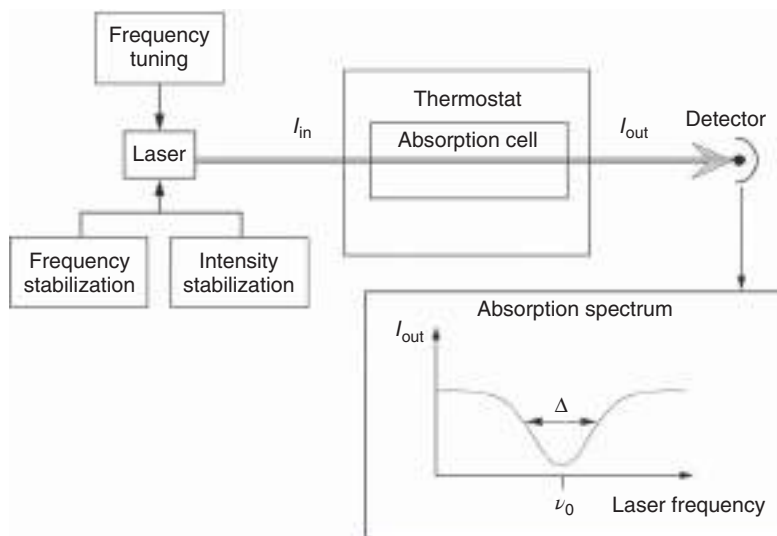 Frequency
tuning
Laser
Frequency
stabilization
Intensity
stabilization
I_in
Thermostat
Absorption cell
I_out
Detector
Absorption spectrum
I_out
Δ
ν_0
Laser frequency